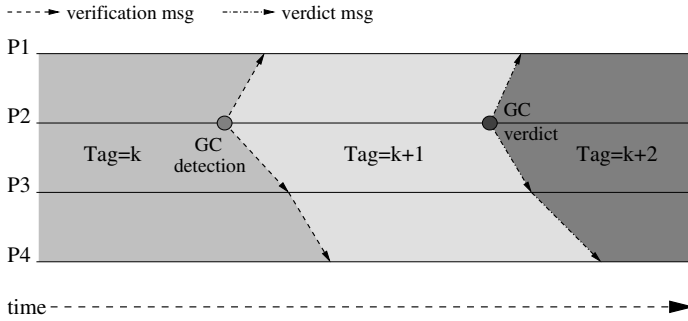 verification msg verdict msg
P1
P2
GC
verdict
GC
detection
Tag=k
Tag=k+1
Tag=k+2
P3
P4
time